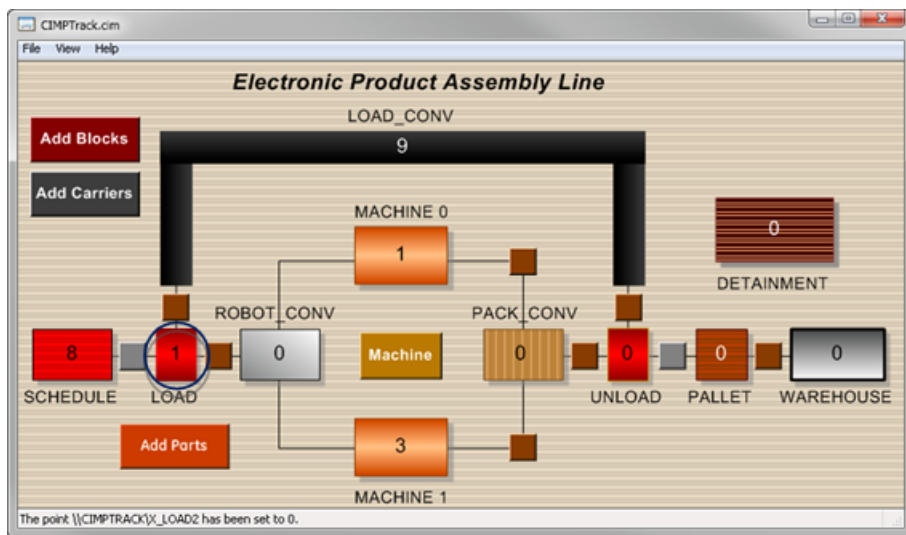 CIMPTrack.cim
File View Help
Electronic Product Assembly Line
LOAD_CONV
9
Add Blocks
Add Carriers
MACHINE 0
1
0
DETAINMENT
ROBOT_CONV
PACK_CONV
8
1
0
Machine
0
0
0
0
SCHEDULE
LOAD
UNLOAD
PALLET
WAREHOUSE
Add Parts
3
MACHINE 1
The point \\CIMPTRACK\X_LOAD2 has been set to 0.